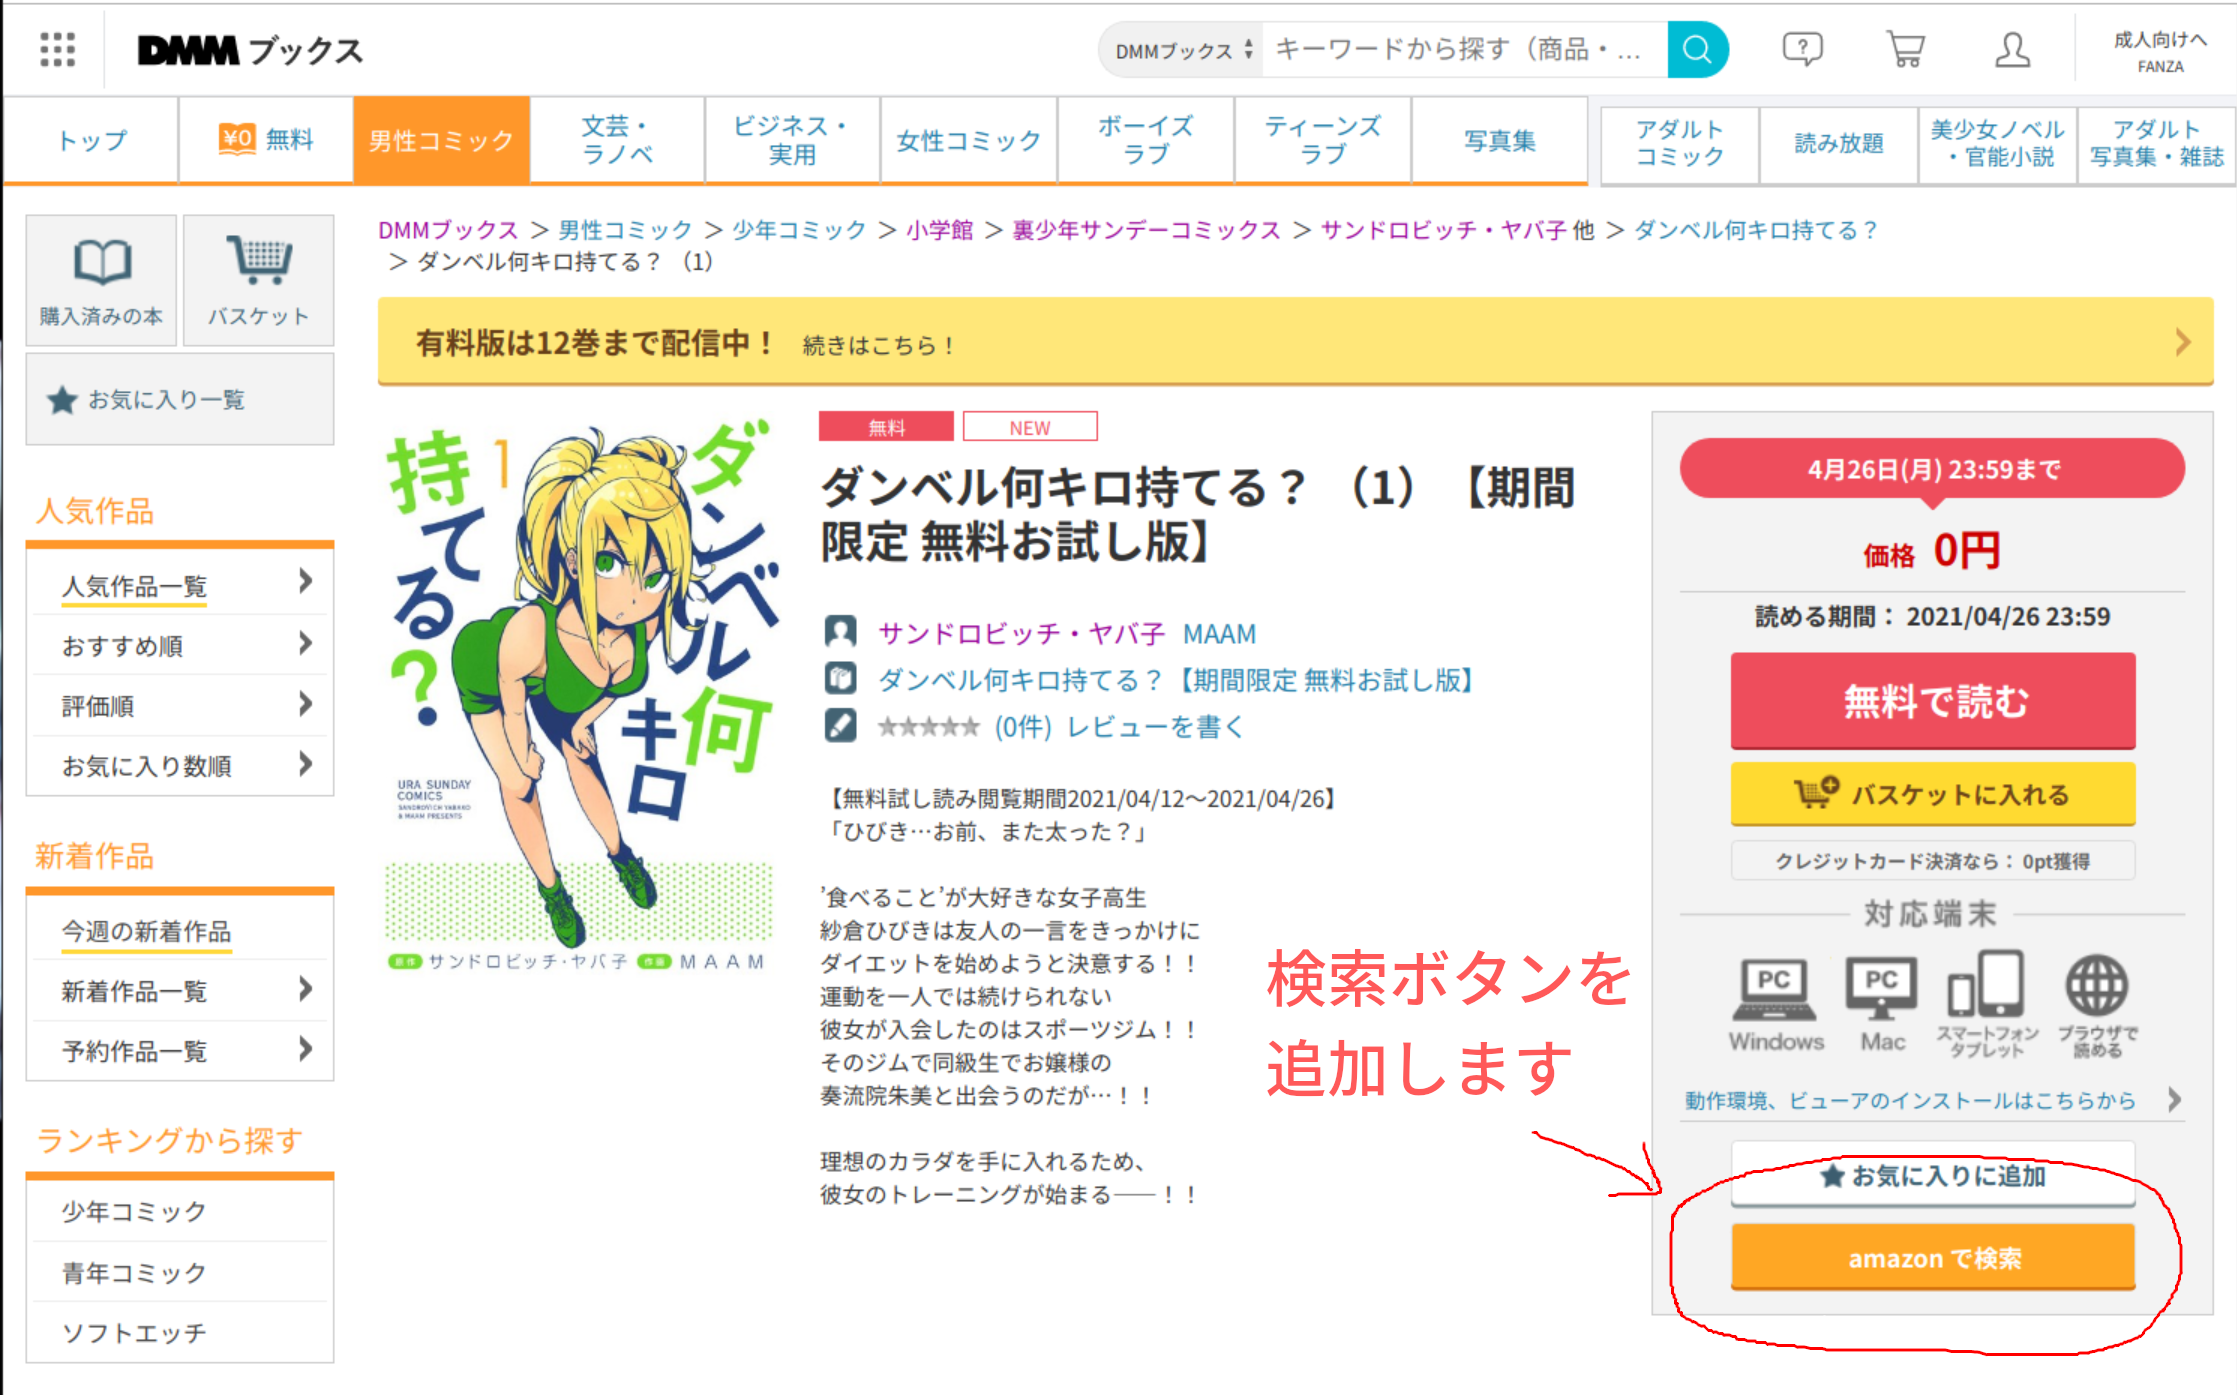 DMM ブックス
DMMブックス
キーワードから探す（商品・…
成人向けへ
FANZA
トップ
¥0 無料
男性コミック
文芸・
ラノベ
ビジネス・
実用
女性コミック
ボーイズ
ラブ
ティーンズ
ラブ
写真集
アダルト
コミック
読み放題
美少女ノベル
・官能小説
アダルト
写真集・雑誌
購入済みの本
バスケット
お気に入り一覧
人気作品
人気作品一覧
おすすめ順
評価順
お気に入り数順
新着作品
今週の新着作品
新着作品一覧
予約作品一覧
ランキングから探す
少年コミック
青年コミック
ソフトエッチ
DMMブックス ＞ 男性コミック ＞ 少年コミック ＞ 小学館 ＞ 裏少年サンデーコミックス ＞ サンドロビッチ・ヤバ子 他 ＞ ダンベル何キロ持てる？
＞ ダンベル何キロ持てる？ （1）
有料版は12巻まで配信中！ 続きはこちら！
ダンベル何キロ持てる？
1
URA SUNDAY
COMICS
SANDROVICH YABAKO
& MAAM PRESENTS
原作 サンドロビッチ・ヤバ子 作画 MAAM
無料
NEW
ダンベル何キロ持てる？ （1） 【期間
限定 無料お試し版】
サンドロビッチ・ヤバ子 MAAM
ダンベル何キロ持てる？【期間限定 無料お試し版】
★★★★★ (0件) レビューを書く
【無料試し読み閲覧期間2021/04/12～2021/04/26】
「ひびき…お前、また太った？」
’食べること’が大好きな女子高生
紗倉ひびきは友人の一言をきっかけに
ダイエットを始めようと決意する！！
運動を一人では続けられない
彼女が入会したのはスポーツジム！！
そのジムで同級生でお嬢様の
奏流院朱美と出会うのだが…！！
理想のカラダを手に入れるため、
彼女のトレーニングが始まる――！！
検索ボタンを
追加します
4月26日(月) 23:59まで
価格 0円
読める期間： 2021/04/26 23:59
無料で読む
バスケットに入れる
クレジットカード決済なら： 0pt獲得
対応端末
PC
Windows
PC
Mac
スマートフォン
タブレット
ブラウザで
読める
動作環境、ビューアのインストールはこちらから
★お気に入りに追加
amazon で検索